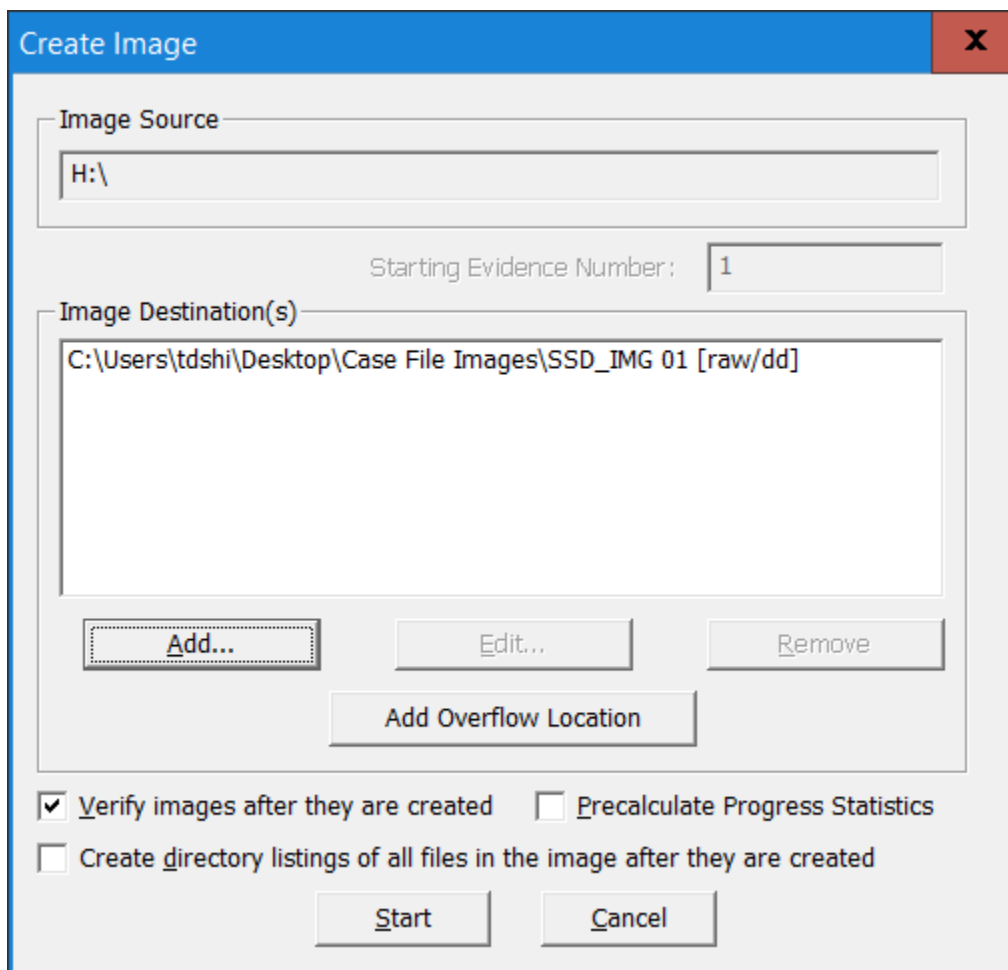 Create Image
x
Image Source
H:\
Starting Evidence Number:
1
Image Destination(s)
C:\Users\tdshi\Desktop\Case File Images\SSD_IMG 01 [raw/dd]
Add...
Edit...
Remove
Add Overflow Location
Verify images after they are created
Precalculate Progress Statistics
Create directory listings of all files in the image after they are created
Start
Cancel